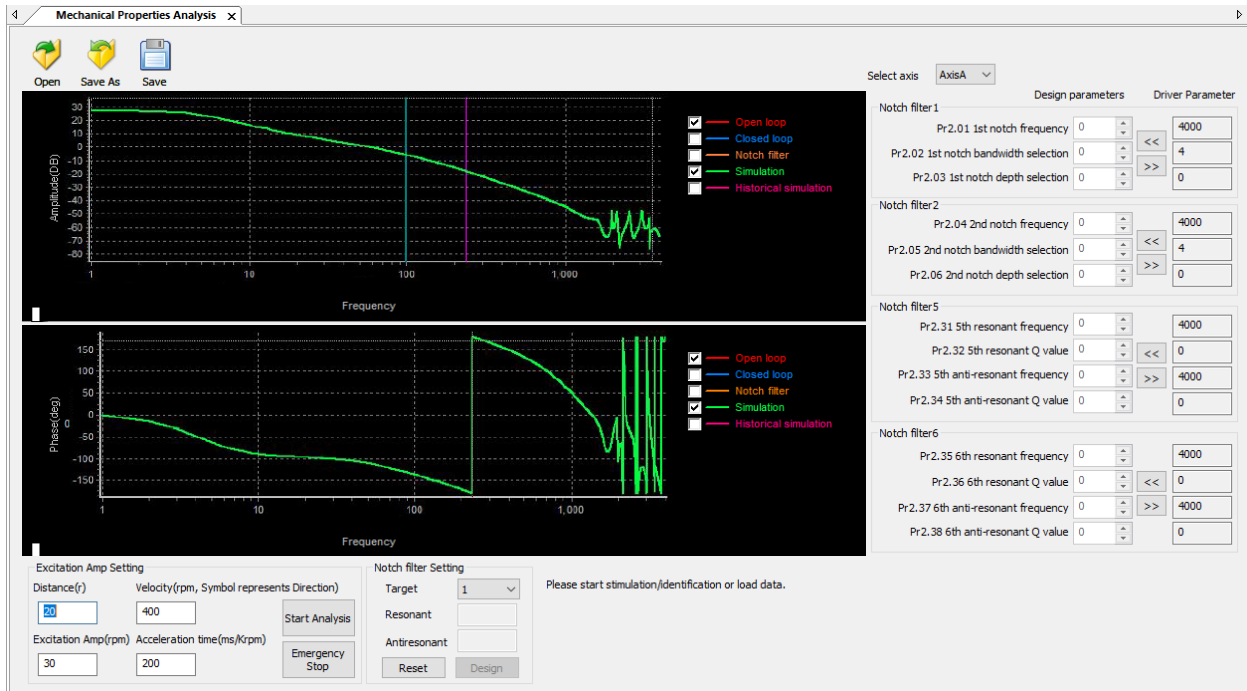 Mechanical Properties Analysis x
Open Save As Save
Select axis AxisA
Design parameters Driver Parameter
30
20
10
0
-10
-20
-30
-40
-50
-60
-70
-80
Amplitude(DB)
1 10 100 1,000
Frequency
Open loop
Closed loop
Notch filter
Simulation
Historical simulation
150
100
50
0
-50
-100
-150
Phase(deg)
0
1 10 100 1,000
Frequency
Open loop
Closed loop
Notch filter
Simulation
Historical simulation
Notch filter1
Pr2.01 1st notch frequency 0 4000
<<
Pr2.02 1st notch bandwidth selection 0 4
>>
Pr2.03 1st notch depth selection 0 0
Notch filter2
Pr2.04 2nd notch frequency 0 4000
<<
Pr2.05 2nd notch bandwidth selection 0 4
>>
Pr2.06 2nd notch depth selection 0 0
Notch filter5
Pr2.31 5th resonant frequency 0 4000
Pr2.32 5th resonant Q value 0 << 0
Pr2.33 5th anti-resonant frequency 0 >> 4000
Pr2.34 5th anti-resonant Q value 0 0
Notch filter6
Pr2.35 6th resonant frequency 0 4000
Pr2.36 6th resonant Q value 0 << 0
Pr2.37 6th anti-resonant frequency 0 >> 4000
Pr2.38 6th anti-resonant Q value 0 0
Excitation Amp Setting
Distance(r) Velocity(rpm, Symbol represents Direction)
20 400 Start Analysis
Excitation Amp(rpm) Acceleration time(ms/Krpm)
30 200 Emergency
Stop
Notch filter Setting
Target 1
Resonant
Antiresonant
Reset Design
Please start stimulation/identification or load data.